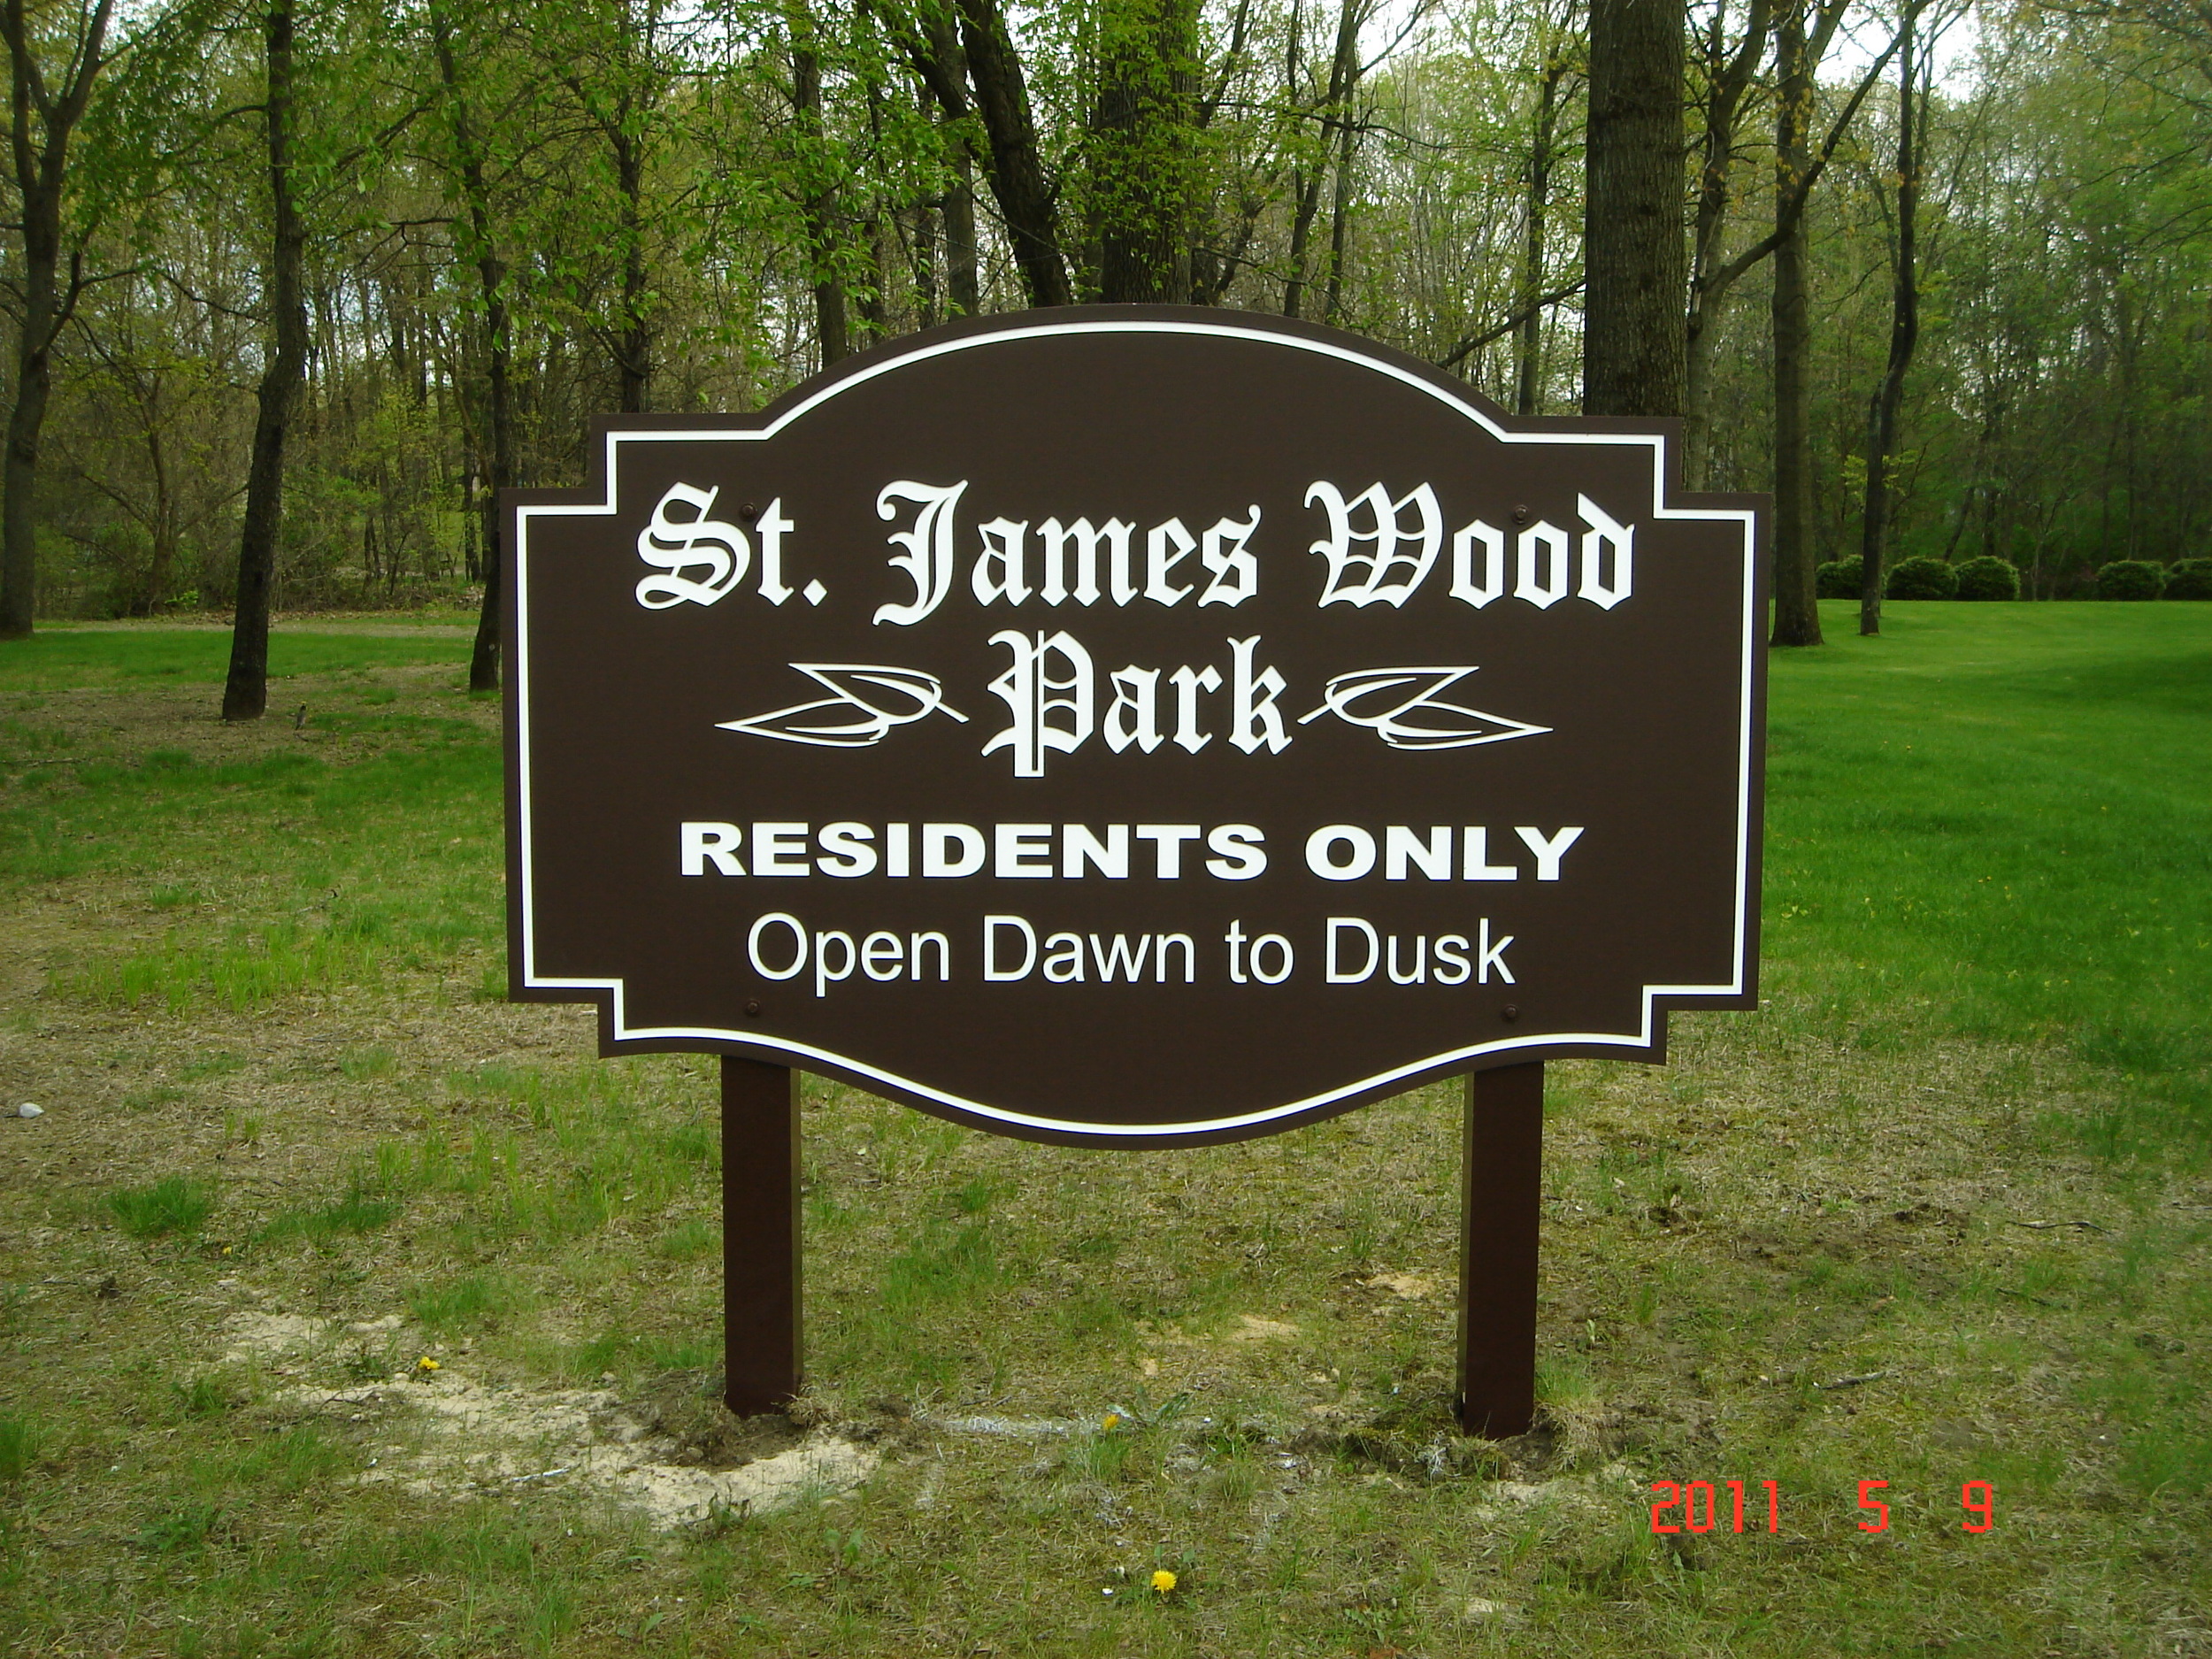 St. James Wood
Park
RESIDENTS ONLY
Open Dawn to Dusk
2011 5 9